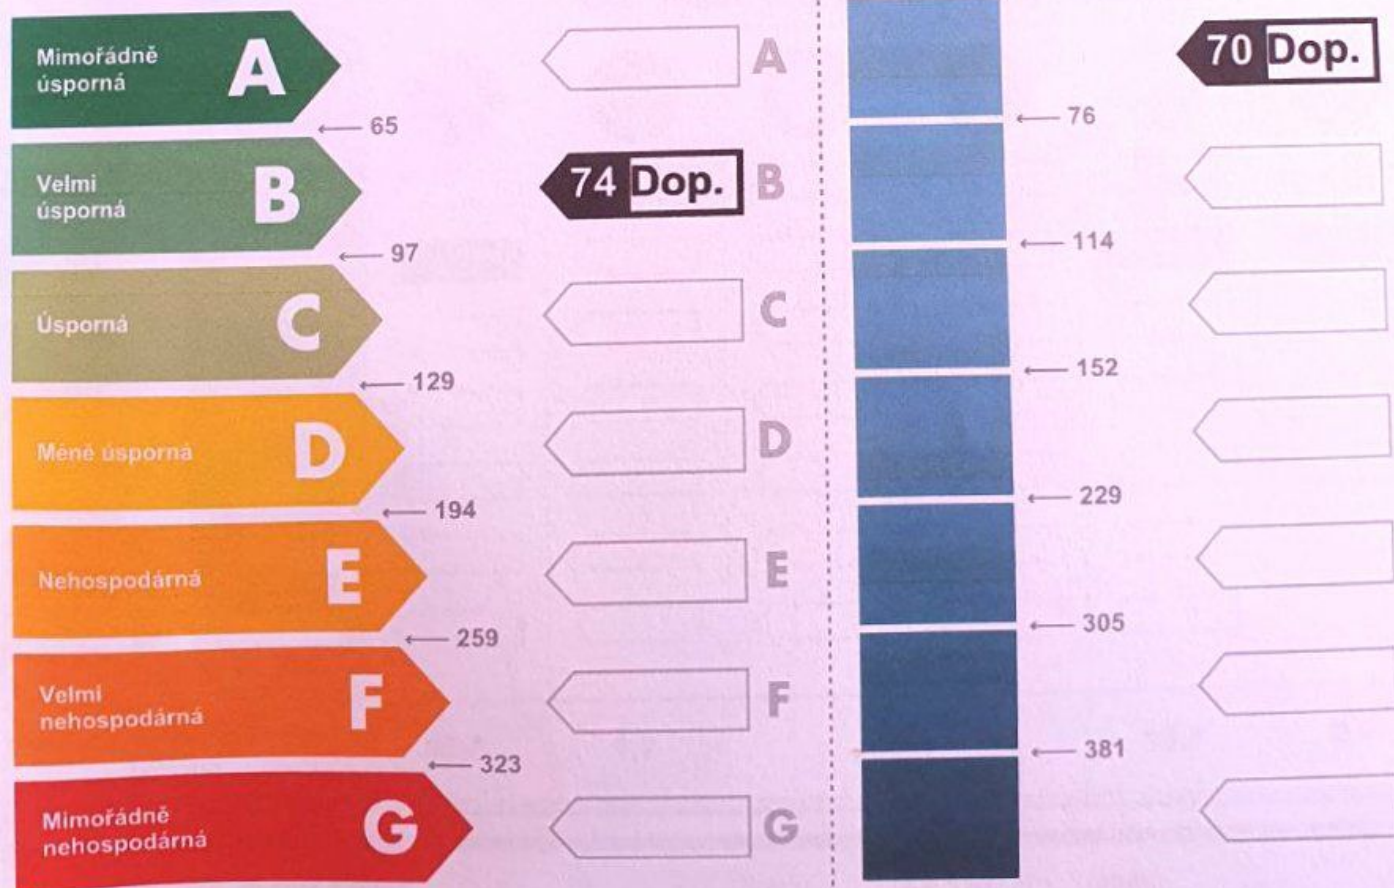 Mimořádně
úsporná
A
65
A
76
70 Dop.
Velmi
úsporná
B
97
74 Dop.
B
114
Úsporná
C
129
C
152
Méně úsporná
D
194
D
229
Nehospodárná
E
259
E
305
Velmi
nehospodárná
F
323
F
381
Mimořádně
nehospodárná
G
G